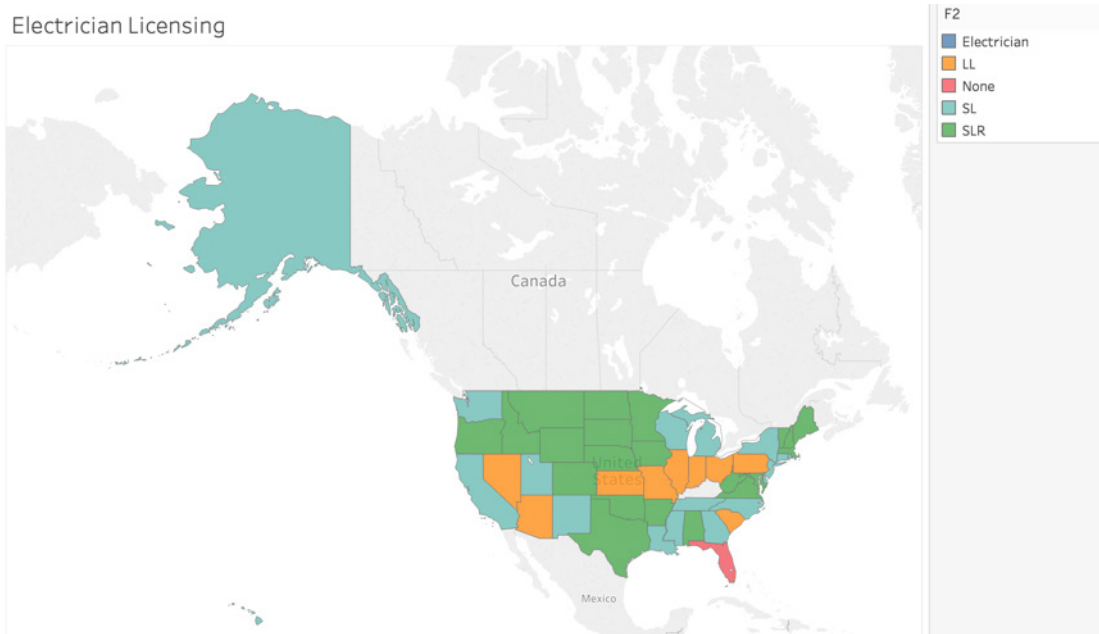 Electrician Licensing
F2
Electrician
LL
None
SL
SLR
Canada
United
States
Mexico